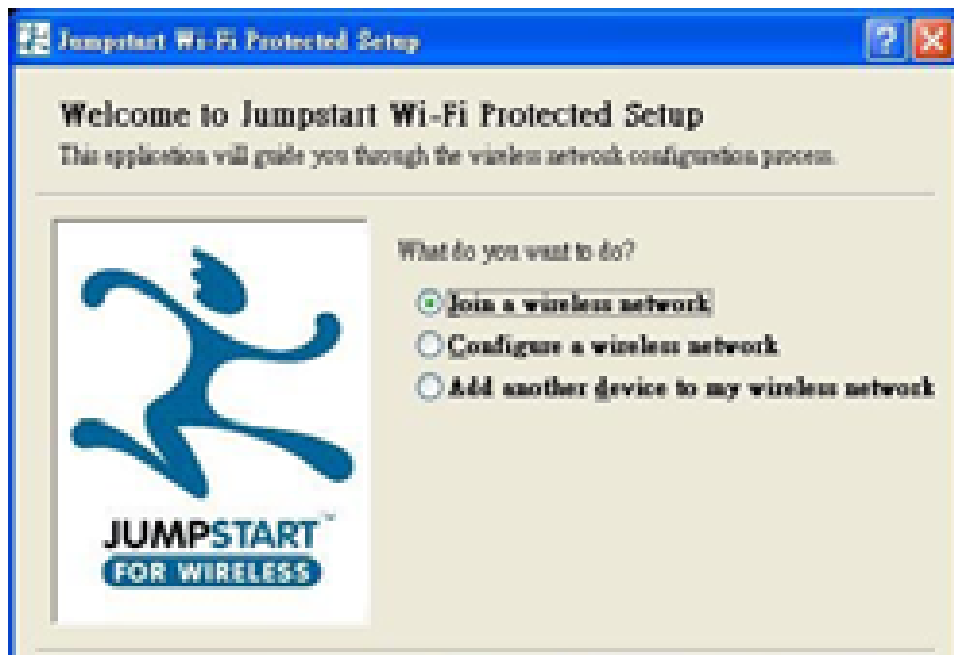 Jumpstart Wi-Fi Protected Setup
Welcome to Jumpstart Wi-Fi Protected Setup
This application will guide you through the wireless network configuration process.
What do you want to do?
Join a wireless network
Configure a wireless network
Add another device to my wireless network
JUMPSTART™
FOR WIRELESS